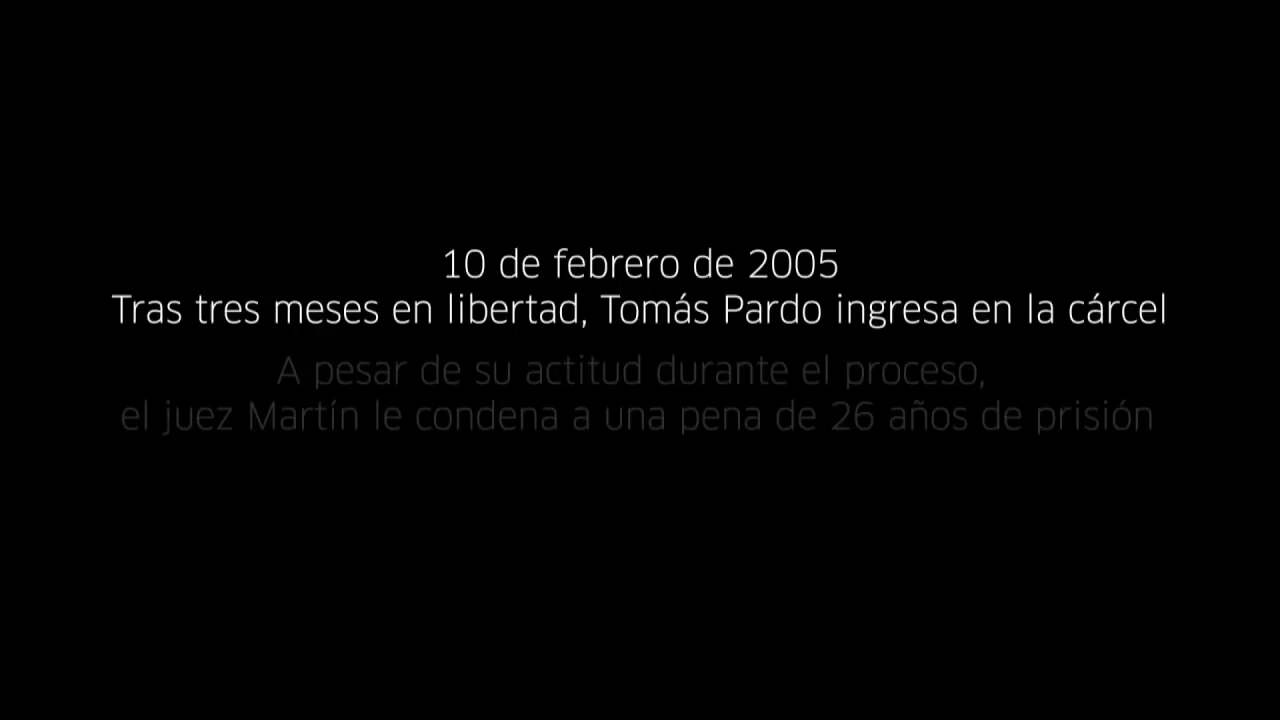 10 de febrero de 2005
Tras tres meses en libertad, Tomás Pardo ingresa en la cárcel
A pesar de su actitud durante el proceso,
el juez Martín le condena a una pena de 26 años de prisión